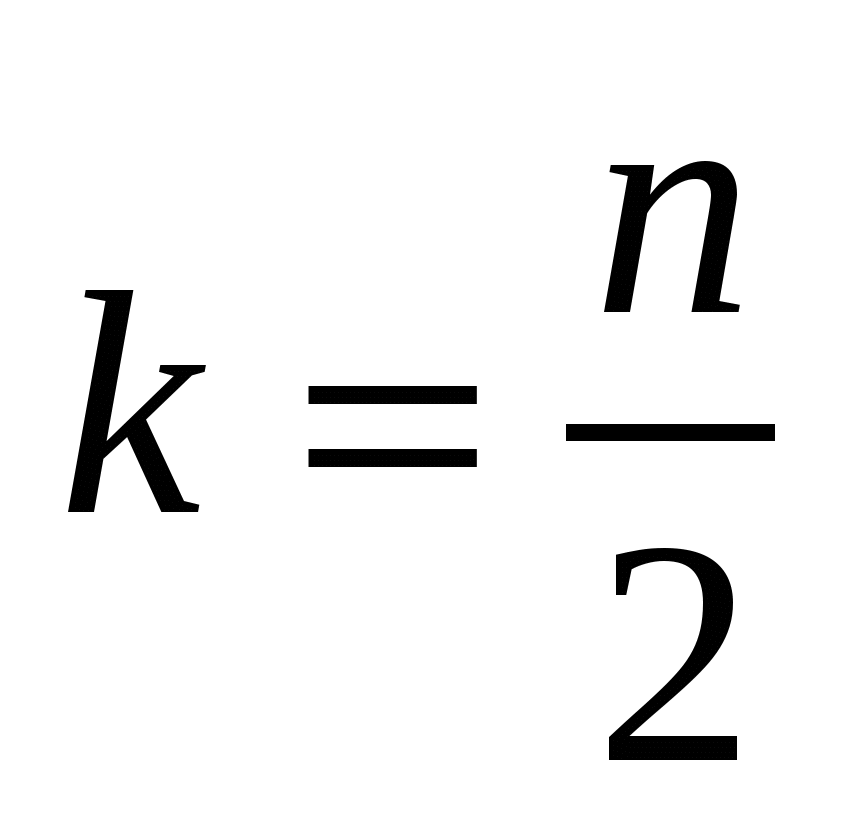 k = n/2